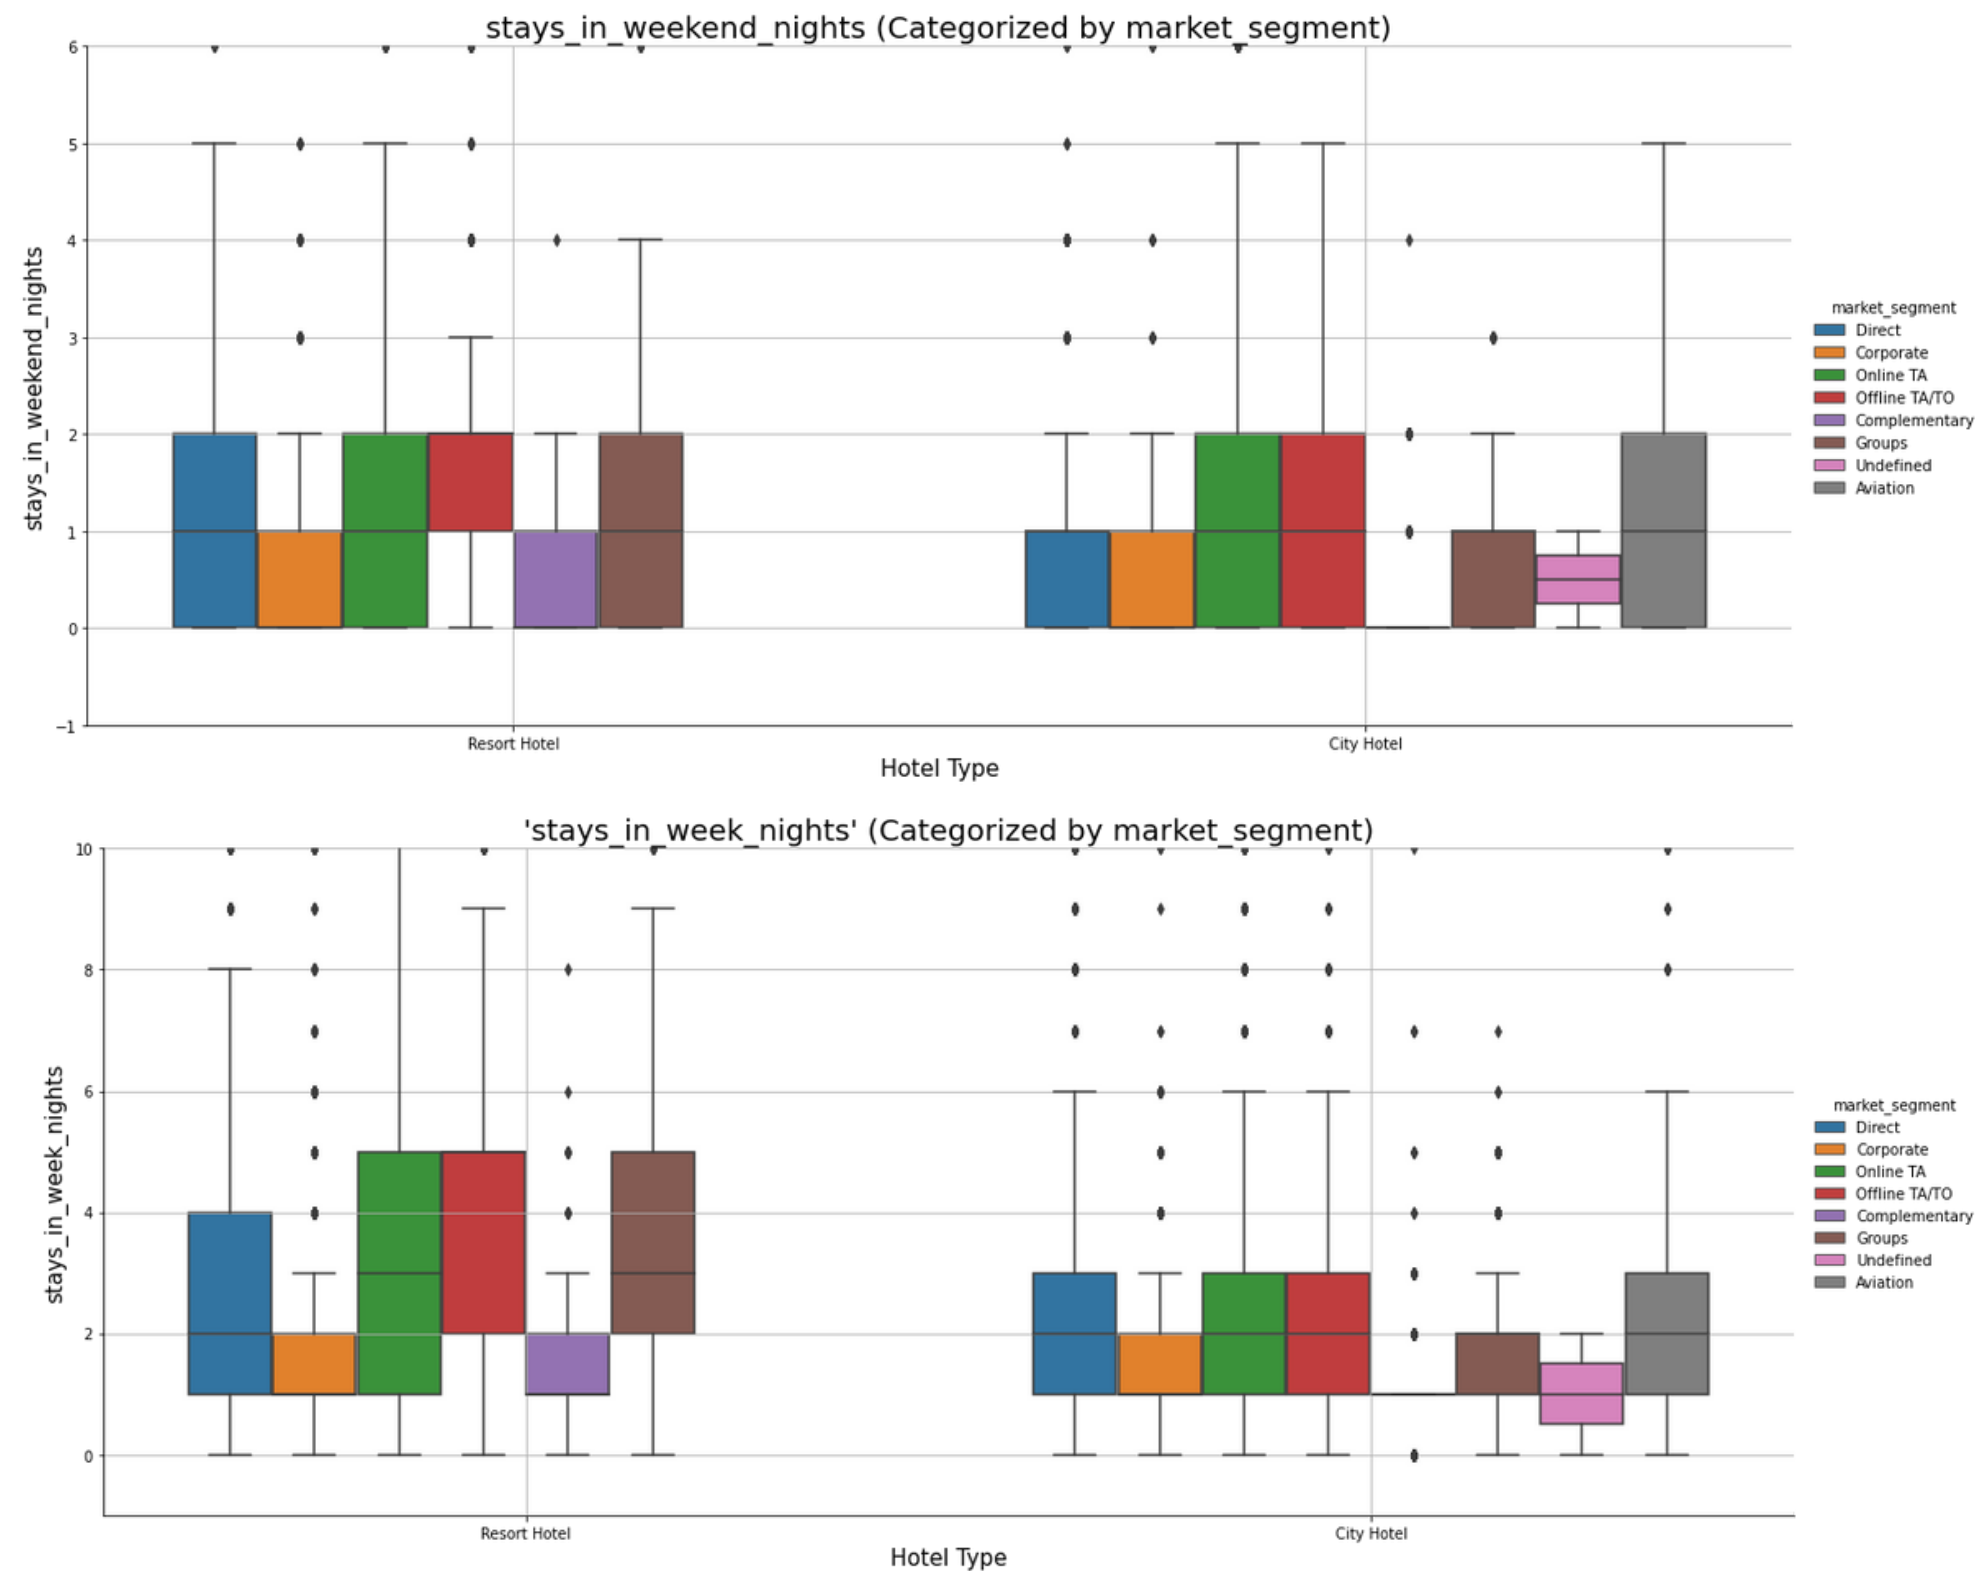 stays_in_weekend_nights (Categorized by market_segment)
6
5
4
3
2
1
0
−1
stays_in_weekend_nights
Resort Hotel
City Hotel
Hotel Type
market_segment
Direct
Corporate
Online TA
Offline TA/TO
Complementary
Groups
Undefined
Aviation
'stays_in_week_nights' (Categorized by market_segment)
10
8
6
4
2
0
stays_in_week_nights
Resort Hotel
City Hotel
Hotel Type
market_segment
Direct
Corporate
Online TA
Offline TA/TO
Complementary
Groups
Undefined
Aviation